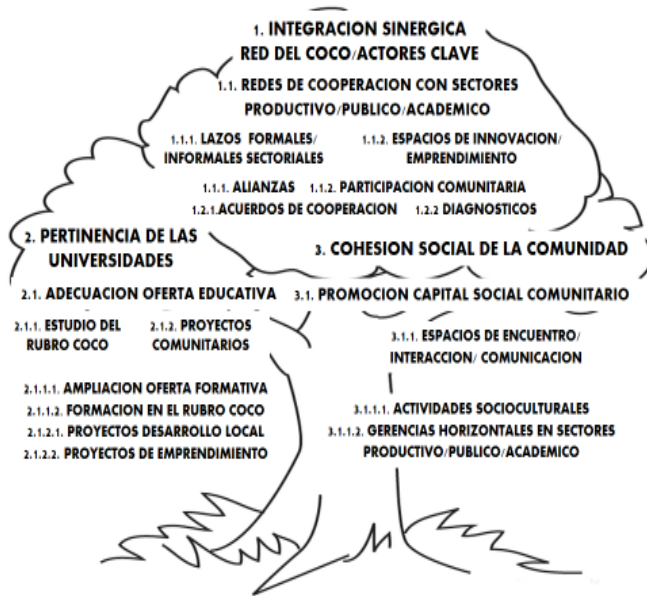 1. INTEGRACION SINERGICA
RED DEL COCO/ACTORES CLAVE
1.1. REDES DE COOPERACION CON SECTORES
PRODUCTIVO/PUBLICO/ACADEMICO
1.1.1. LAZOS FORMALES/
INFORMALES SECTORIALES
1.1.2. ESPACIOS DE INNOVACION/
EMPRENDIMIENTO
1.1.1. ALIANZAS 1.1.2. PARTICIPACION COMUNITARIA
1.2.1.ACUERDOS DE COOPERACION 1.2.2 DIAGNOSTICOS
2. PERTINENCIA DE LAS
UNIVERSIDADES
2.1. ADECUACION OFERTA EDUCATIVA
2.1.1. ESTUDIO DEL
RUBRO COCO
2.1.2. PROYECTOS
COMUNITARIOS
2.1.1.1. AMPLIACION OFERTA FORMATIVA
2.1.1.2. FORMACION EN EL RUBRO COCO
2.1.2.1. PROYECTOS DESARROLLO LOCAL
2.1.2.2. PROYECTOS DE EMPRENDIMIENTO
3. COHESION SOCIAL DE LA COMUNIDAD
3.1. PROMOCION CAPITAL SOCIAL COMUNITARIO
3.1.1. ESPACIOS DE ENCUENTRO/
INTERACCION/ COMUNICACION
3.1.1.1. ACTIVIDADES SOCIOCULTURALES
3.1.1.2. GERENCIAS HORIZONTALES EN SECTORES
PRODUCTIVO/PUBLICO/ACADEMICO